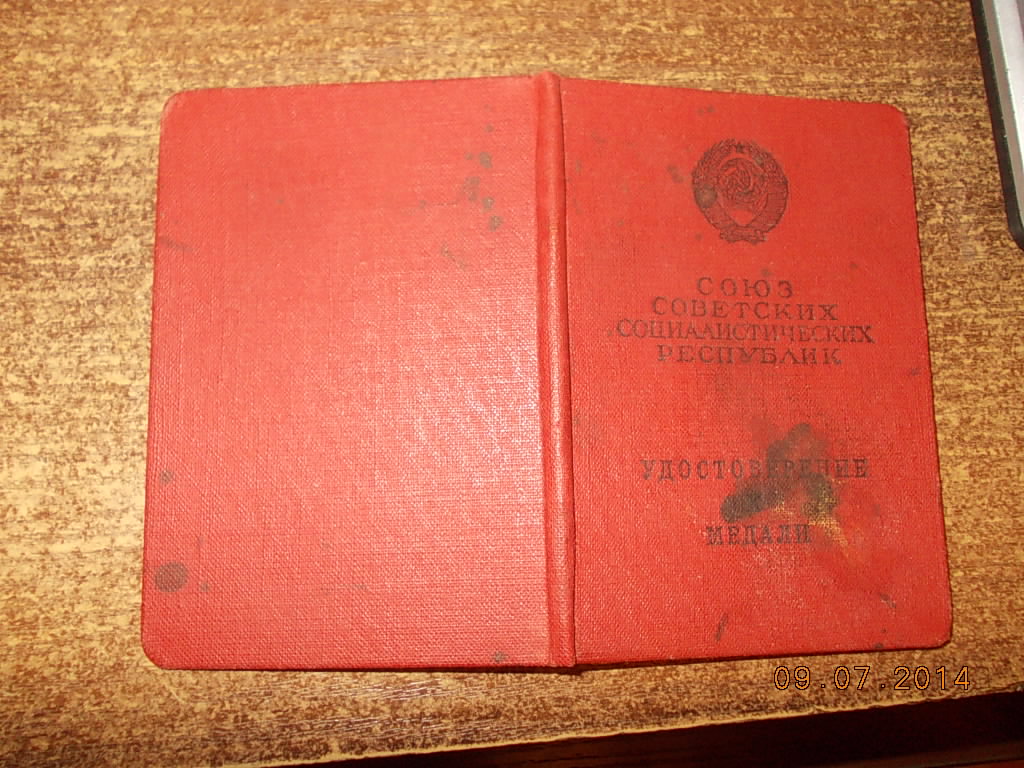 СОЮЗ
СОВЕТСКИХ
СОЦИАЛИСТИЧЕСКИХ
РЕСПУБЛИК
УДОСТОВЕРЕНИЕ
МЕДАЛИ
09.07.2014